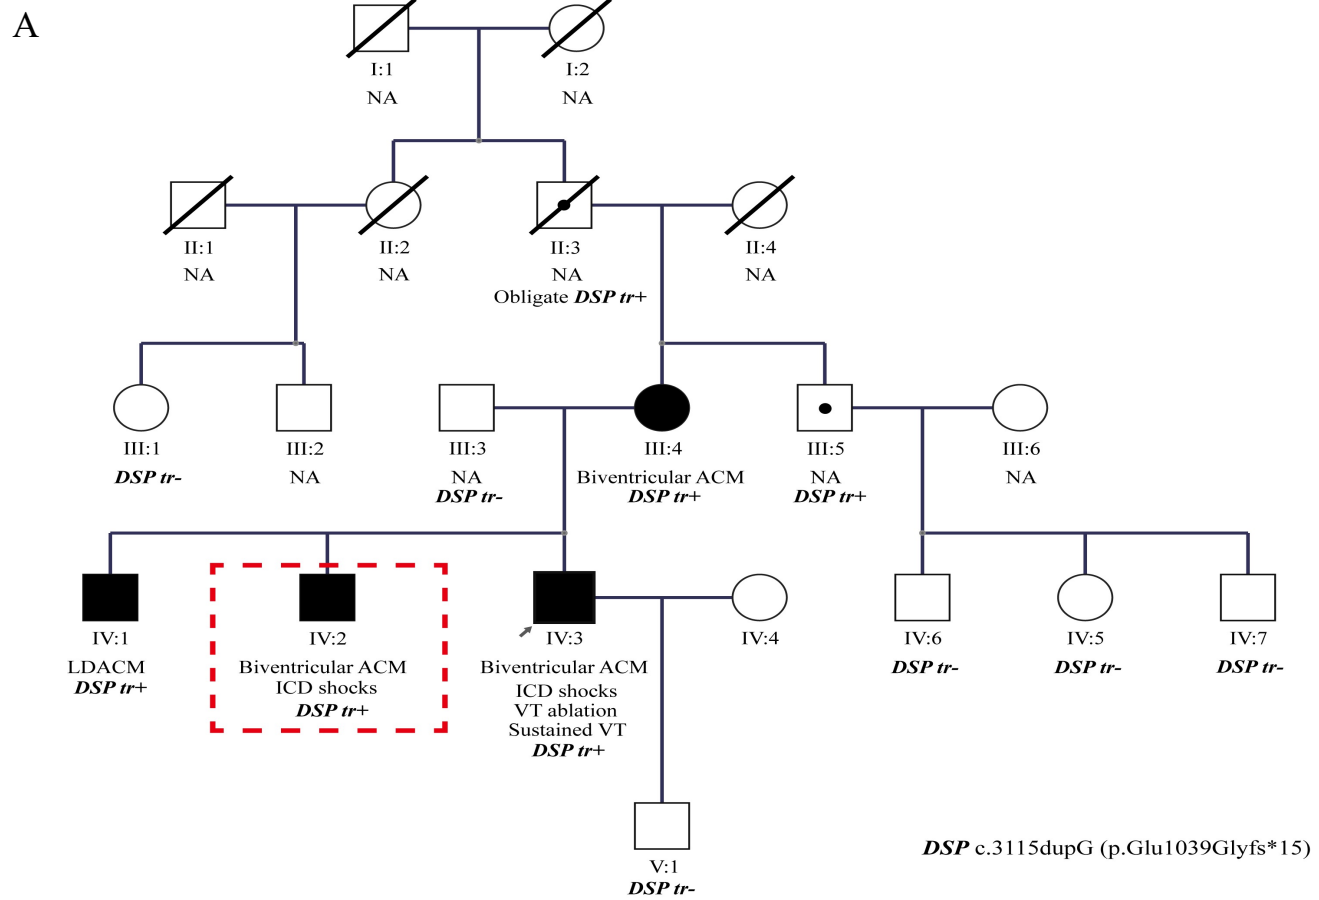 A
I:1
I:2
NA
NA
II:1
II:2
II:3
II:4
NA
NA
NA
NA
Obligate DSP tr+
III:1
III:2
III:3
III:4
III:5
III:6
DSP tr-
NA
NA
Biventricular ACM
NA
NA
DSP tr-
DSP tr+
DSP tr+
IV:1
IV:2
IV:3
IV:4
IV:6
IV:5
IV:7
LDACM
Biventricular ACM
Biventricular ACM
DSP tr-
DSP tr-
DSP tr-
DSP tr+
ICD shocks
ICD shocks
DSP tr+
VT ablation
Sustained VT
DSP tr+
V:1
DSP tr-
DSP c.3115dupG (p.Glu1039Glyfs*15)